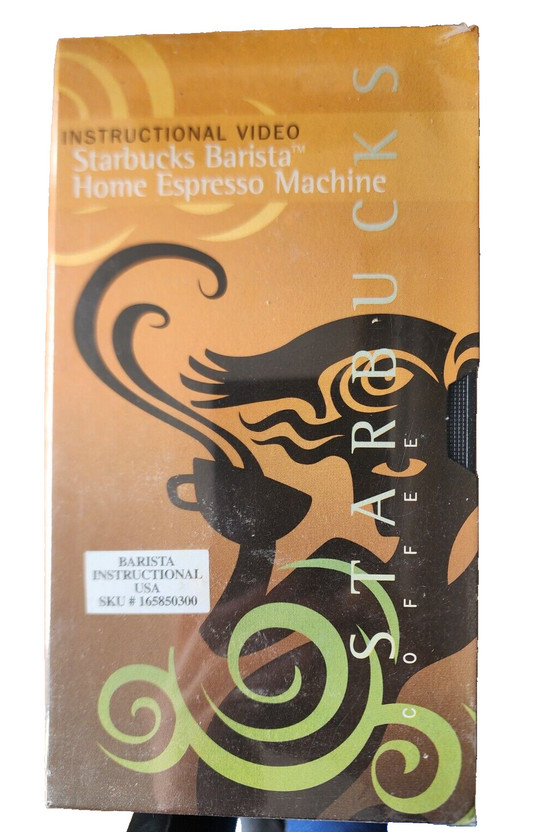 INSTRUCTIONAL VIDEO
Starbucks Barista™
Home Espresso Machine
STARBUCKS
COFFEE
BARISTA
INSTRUCTIONAL
USA
SKU # 165850300